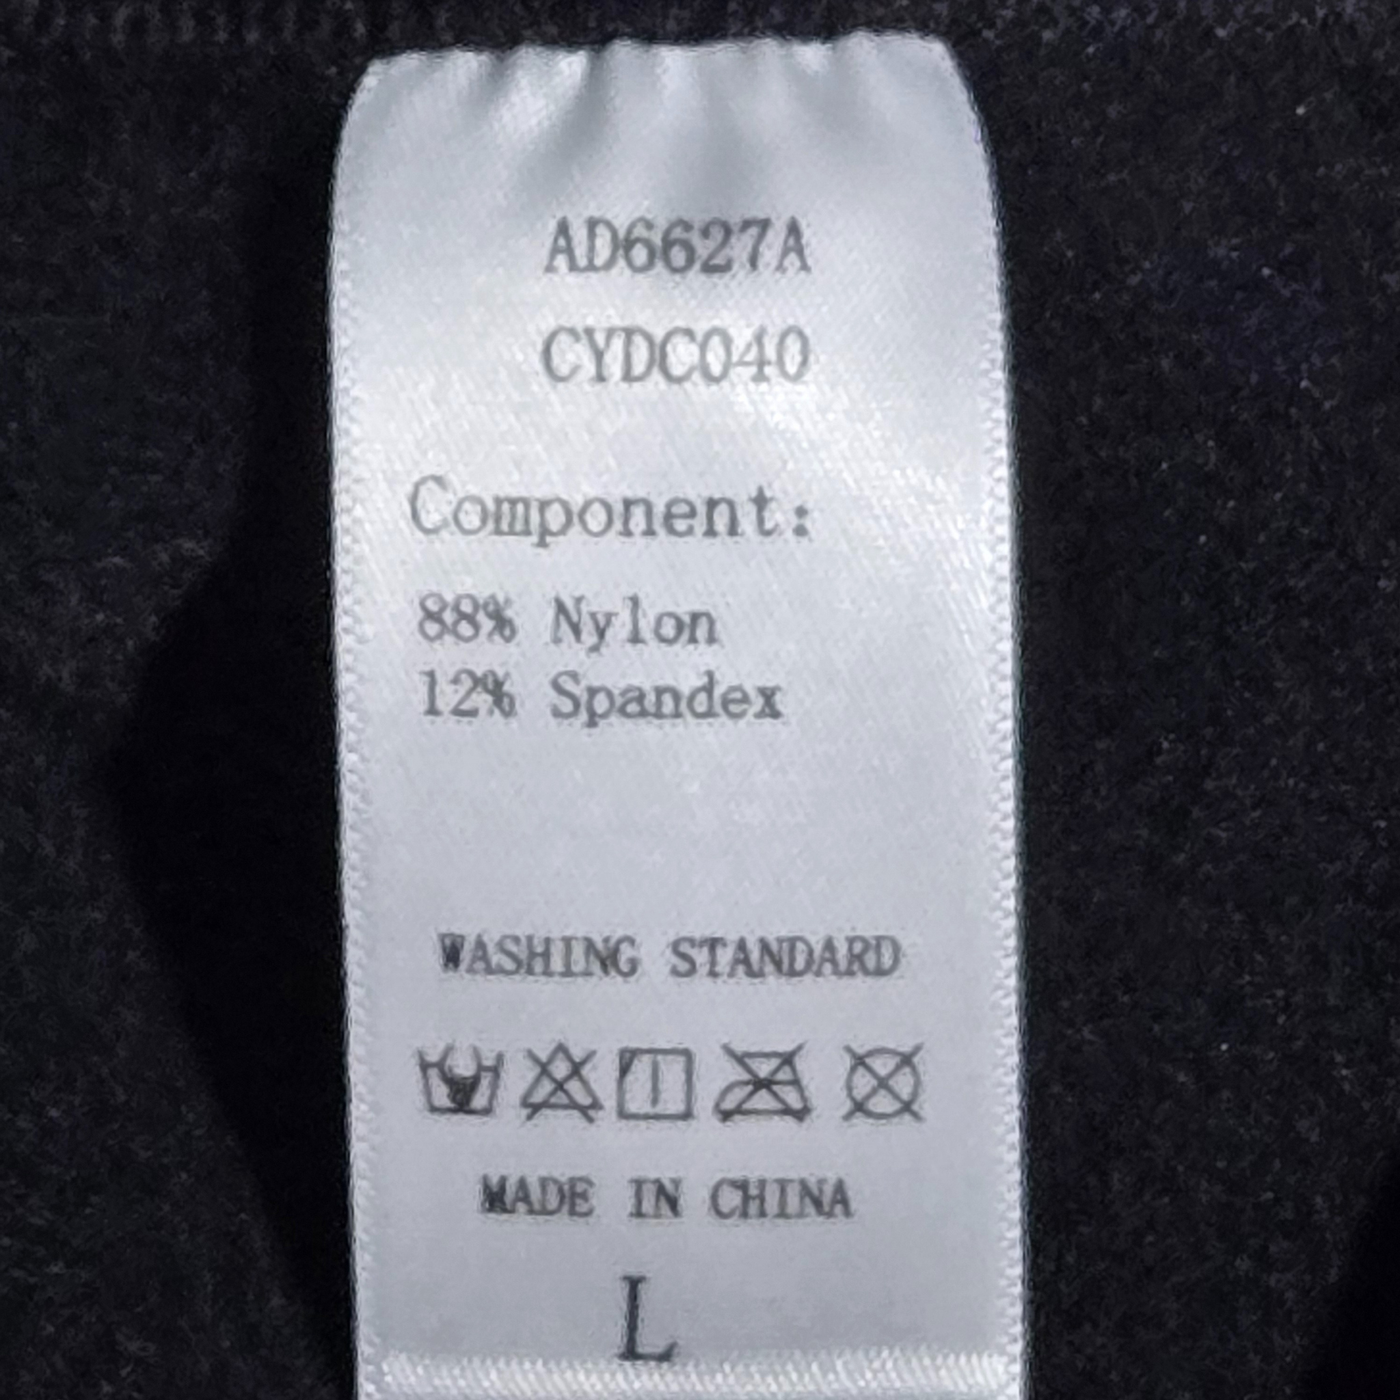 AD6627A
CYDC040
Component:
88% Nylon
12% Spandex
WASHING STANDARD
MADE IN CHINA
L